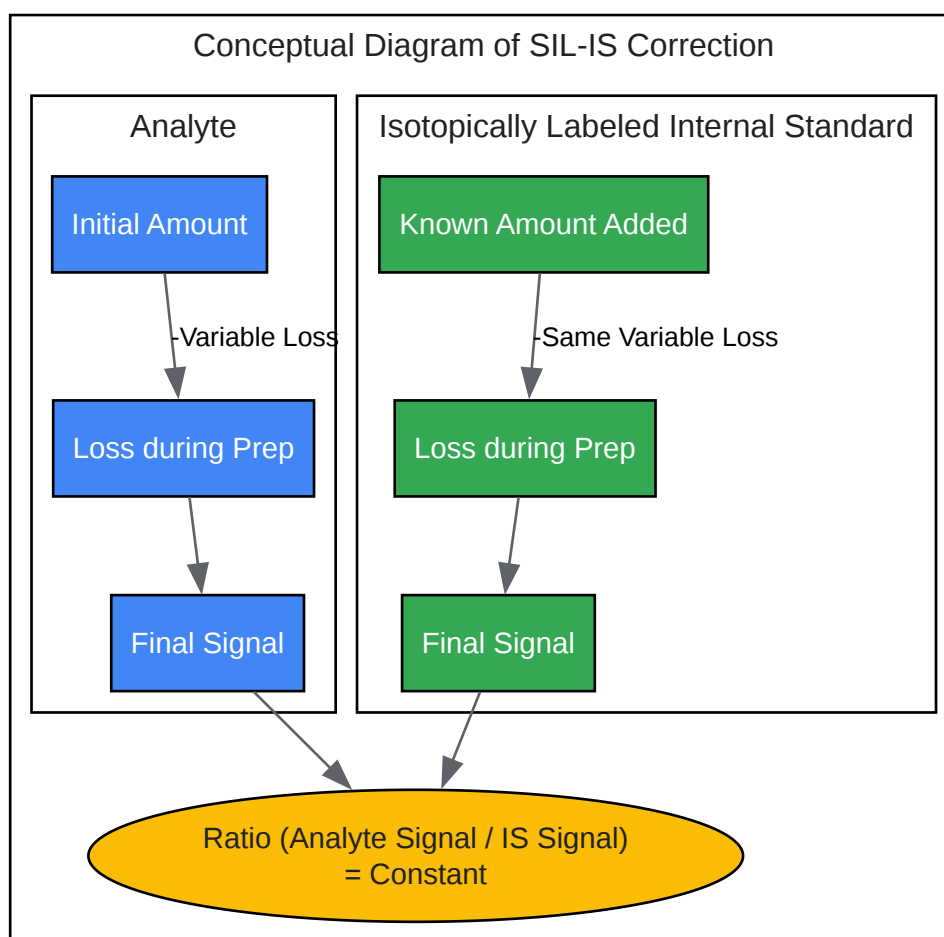 Conceptual Diagram of SIL-IS Correction
Analyte
Isotopically Labeled Internal Standard
Initial Amount
Known Amount Added
-Variable Loss
-Same Variable Loss
Loss during Prep
Loss during Prep
Final Signal
Final Signal
Ratio (Analyte Signal / IS Signal)
= Constant